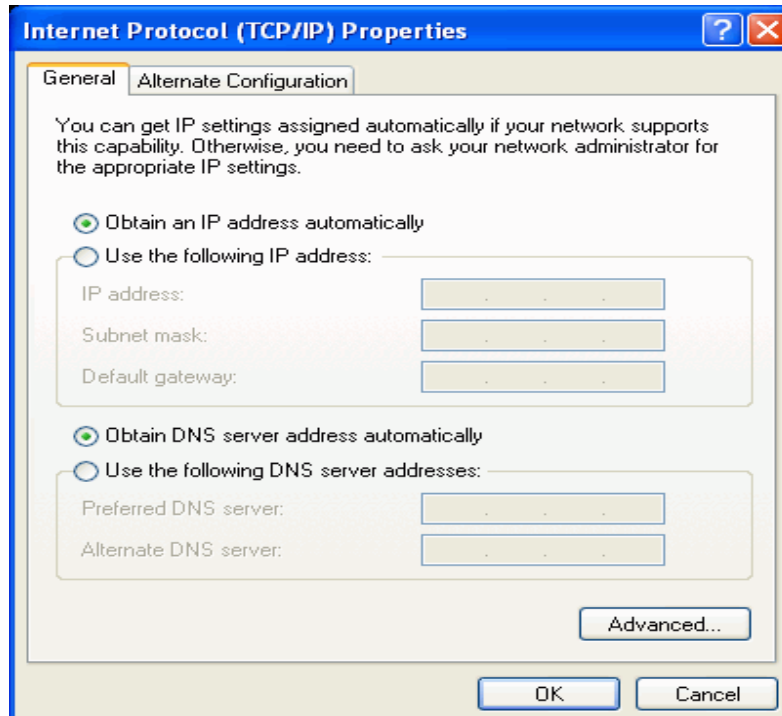 Internet Protocol (TCP/IP) Properties
General
Alternate Configuration
You can get IP settings assigned automatically if your network supports
this capability. Otherwise, you need to ask your network administrator for
the appropriate IP settings.
Obtain an IP address automatically
Use the following IP address:
IP address:
Subnet mask:
Default gateway:
Obtain DNS server address automatically
Use the following DNS server addresses:
Preferred DNS server:
Alternate DNS server:
Advanced...
OK
Cancel